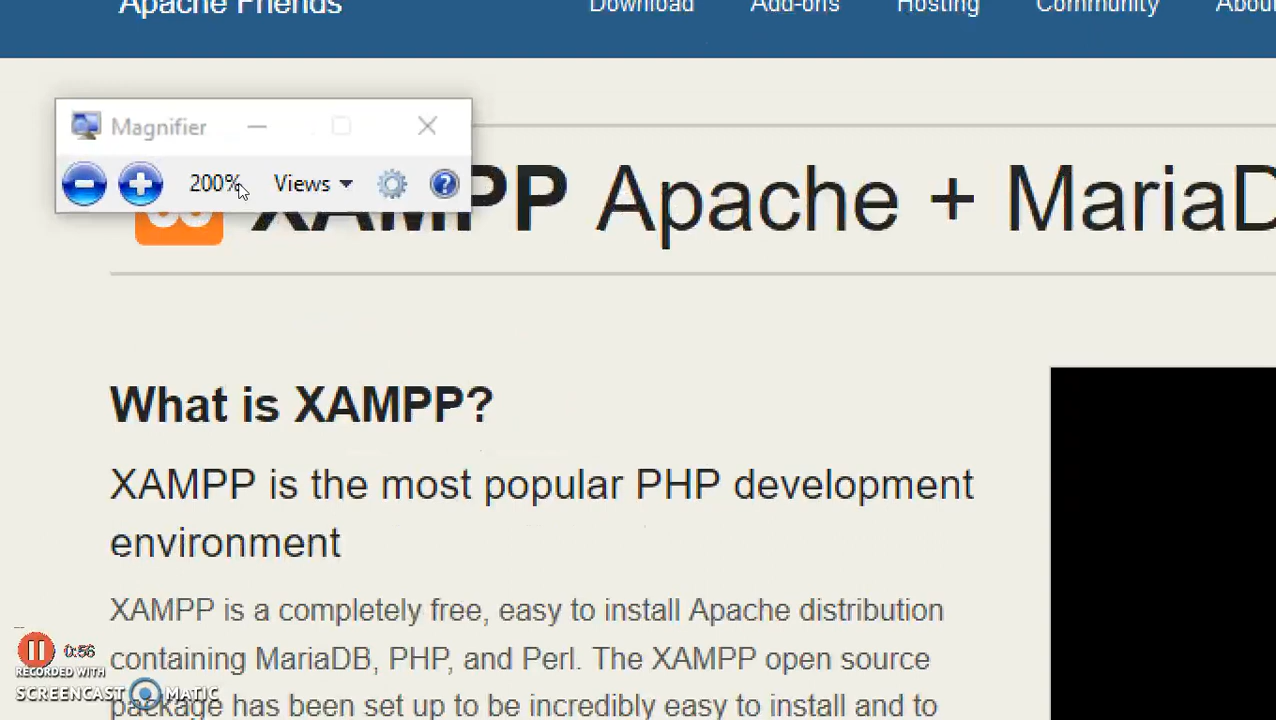 Apache Friends Download Add-ons Hosting Community About
Magnifier
200% Views
XAMPP Apache + MariaD
What is XAMPP?
XAMPP is the most popular PHP development
environment
XAMPP is a completely free, easy to install Apache distribution
containing MariaDB, PHP, and Perl. The XAMPP open source
package has been set up to be incredibly easy to install and to
0:56
RECORDED WITH
SCREENCAST MATIC